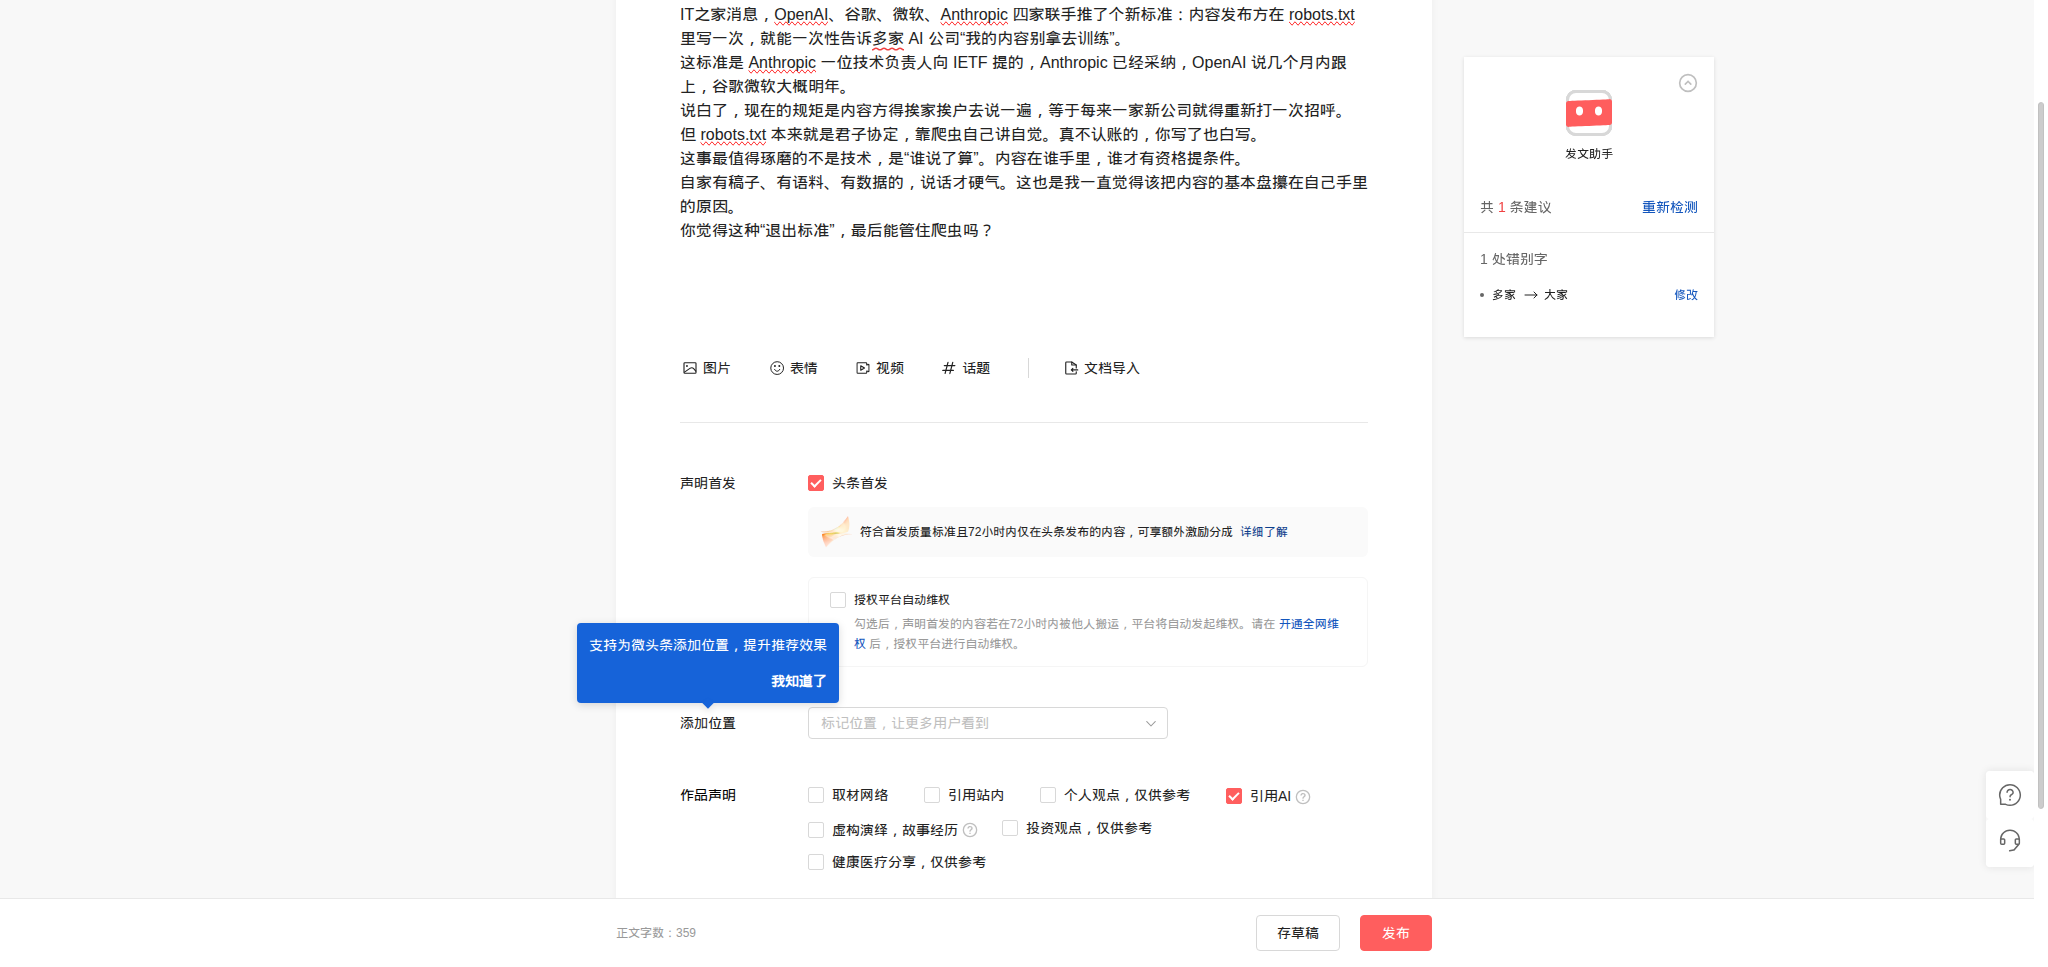 IT之家消息，OpenAI、谷歌、微软、Anthropic 四家联手推了个新标准：内容发布方在 robots.txt
里写一次，就能一次性告诉多家 AI 公司“我的内容别拿去训练”。
这标准是 Anthropic 一位技术负责人向 IETF 提的，Anthropic 已经采纳，OpenAI 说几个月内跟
上，谷歌微软大概明年。
说白了，现在的规矩是内容方得挨家挨户去说一遍，等于每来一家新公司就得重新打一次招呼。
但 robots.txt 本来就是君子协定，靠爬虫自己讲自觉。真不认账的，你写了也白写。
这事最值得琢磨的不是技术，是“谁说了算”。内容在谁手里，谁才有资格提条件。
自家有稿子、有语料、有数据的，说话才硬气。这也是我一直觉得该把内容的基本盘攥在自己手里
的原因。
你觉得这种“退出标准”，最后能管住爬虫吗？
发文助手
共 1 条建议 重新检测
1 处错别字
多家 → 大家 修改
图片 表情 视频 话题 文档导入
声明首发 头条首发
符合首发质量标准且72小时内仅在头条发布的内容，可享额外激励分成 详细了解
授权平台自动维权
勾选后，声明首发的内容若在72小时内被他人搬运，平台将自动发起维权。请在 开通全网维
权 后，授权平台进行自动维权。
支持为微头条添加位置，提升推荐效果
我知道了
添加位置 标记位置，让更多用户看到
作品声明 取材网络 引用站内 个人观点，仅供参考 引用AI
虚构演绎，故事经历 投资观点，仅供参考
健康医疗分享，仅供参考
正文字数：359 存草稿 发布